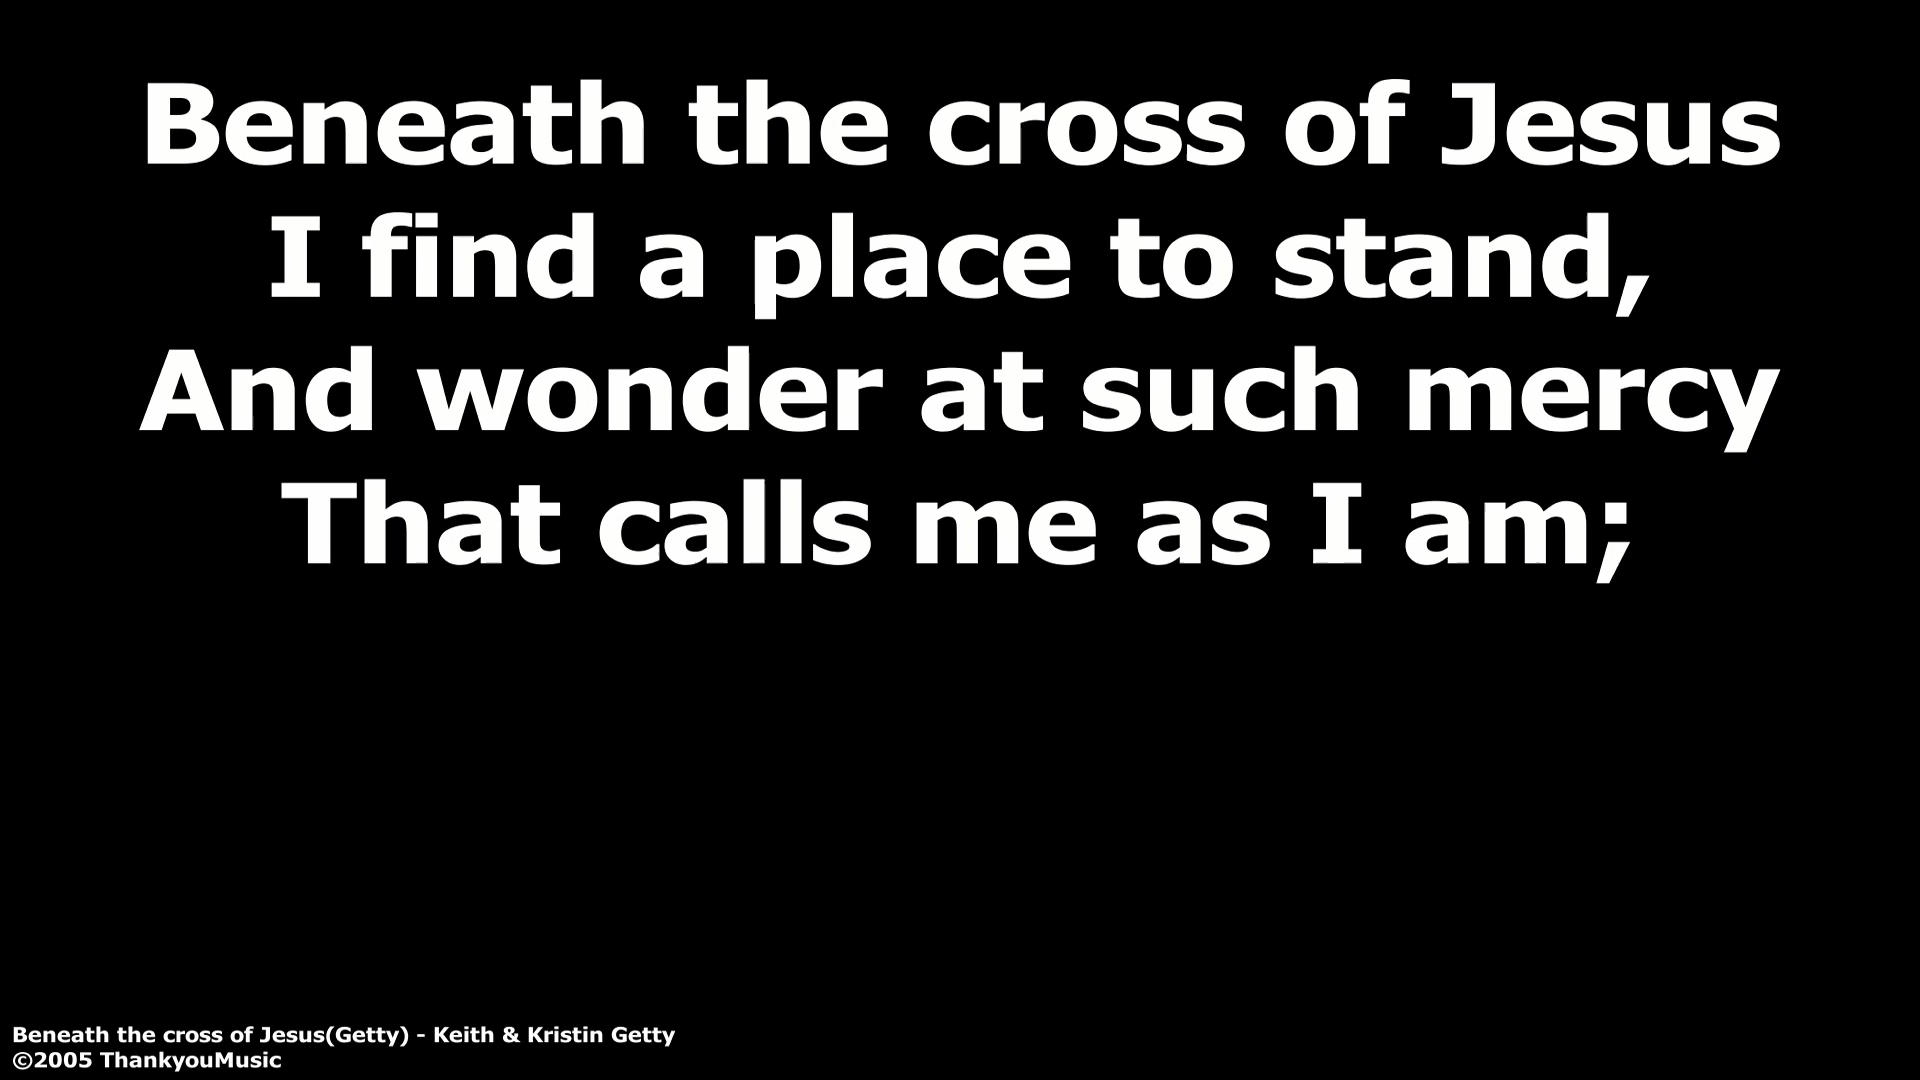 Beneath the cross of Jesus
I find a place to stand,
And wonder at such mercy
That calls me as I am;
Beneath the cross of Jesus(Getty) - Keith & Kristin Getty
©2005 ThankyouMusic